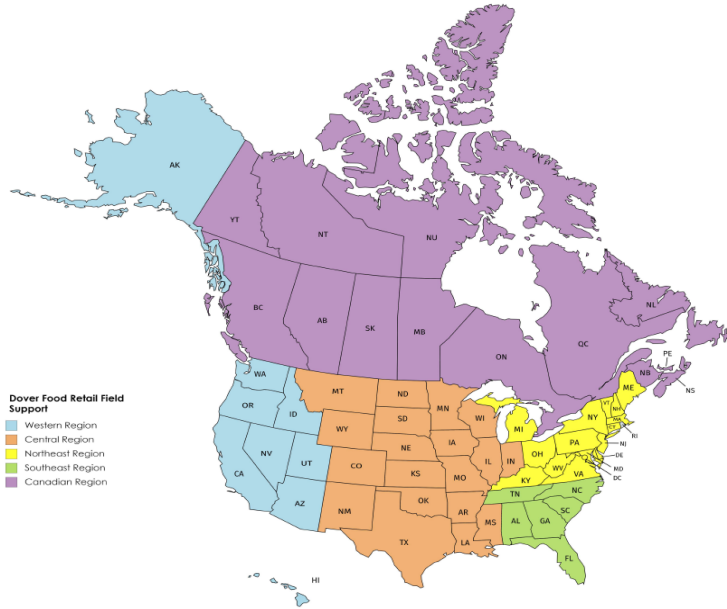 AK
YT
NT
NU
BC
AB
SK
MB
ON
QC
NL
PE
NB
NS
WA
MT
ND
MN
ME
OR
ID
SD
WI
VT
NH
NY
MA
CT
RI
WY
MI
NE
IA
PA
NJ
NV
UT
CO
IL
IN
OH
DE
CA
KS
MO
WV
VA
MD
DC
KY
AZ
NM
OK
AR
TN
NC
SC
MS
AL
GA
TX
LA
FL
HI
Dover Food Retail Field
Support
Western Region
Central Region
Northeast Region
Southeast Region
Canadian Region